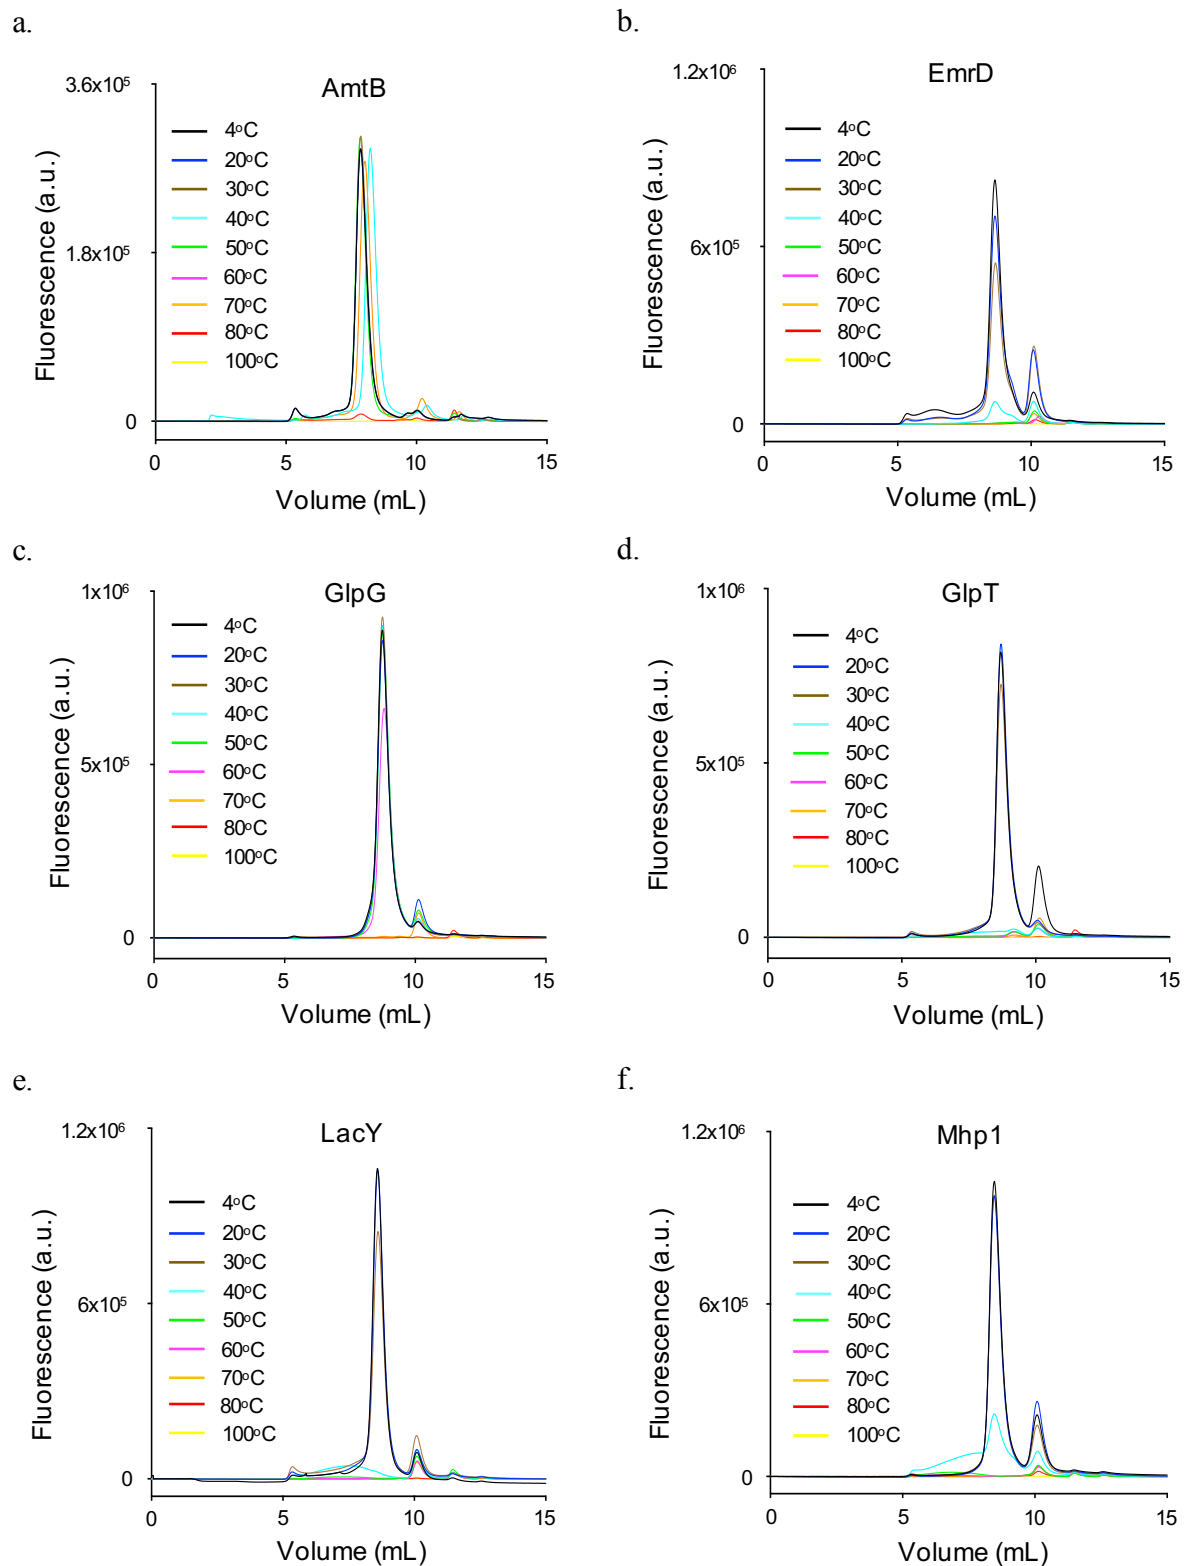 a.
AmtB
3.6x10⁵
1.8x10⁵
0
Fluorescence (a.u.)
4°C
20°C
30°C
40°C
50°C
60°C
70°C
80°C
100°C
0 5 10 15
Volume (mL)
b.
EmrD
1.2x10⁶
6x10⁵
0
Fluorescence (a.u.)
4°C
20°C
30°C
40°C
50°C
60°C
70°C
80°C
100°C
0 5 10 15
Volume (mL)
c.
GlpG
1x10⁶
5x10⁵
0
Fluorescence (a.u.)
4°C
20°C
30°C
40°C
50°C
60°C
70°C
80°C
100°C
0 5 10 15
Volume (mL)
d.
GlpT
1x10⁶
5x10⁵
0
Fluorescence (a.u.)
4°C
20°C
30°C
40°C
50°C
60°C
70°C
80°C
100°C
0 5 10 15
Volume (mL)
e.
LacY
1.2x10⁶
6x10⁵
0
Fluorescence (a.u.)
4°C
20°C
30°C
40°C
50°C
60°C
70°C
80°C
100°C
0 5 10 15
Volume (mL)
f.
Mhp1
1.2x10⁶
6x10⁵
0
Fluorescence (a.u.)
4°C
20°C
30°C
40°C
50°C
60°C
70°C
80°C
100°C
0 5 10 15
Volume (mL)